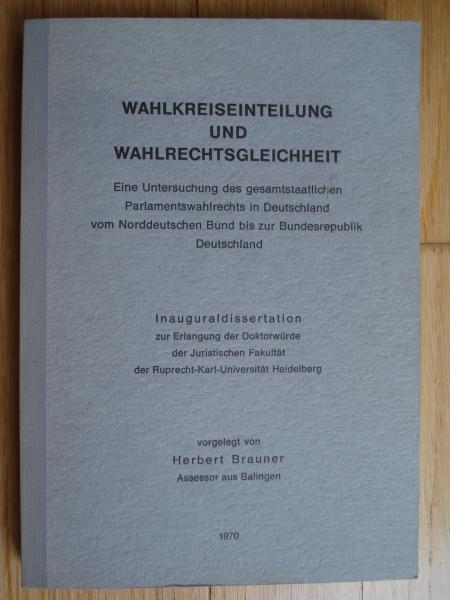 WAHLKREISEINTEILUNG
UND
WAHLRECHTSGLEICHHEIT
Eine Untersuchung des gesamtstaatlichen
Parlamentswahlrechts in Deutschland
vom Norddeutschen Bund bis zur Bundesrepublik
Deutschland
Inauguraldissertation
zur Erlangung der Doktorwürde
der Juristischen Fakultät
der Ruprecht-Karl-Universität Heidelberg
vorgelegt von
Herbert Brauner
Assessor aus Balingen
1970